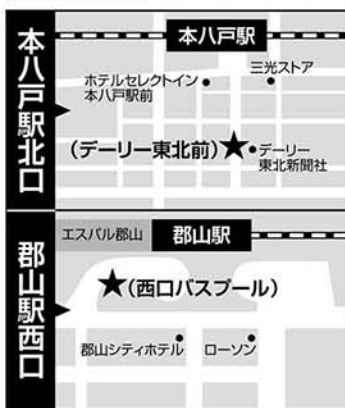 本八戸駅北口
本八戸駅
ホテルセレクトイン
本八戸駅前
三光ストア
(デーリー東北前)
デーリー
東北新聞社
郡山駅西口
エスパル郡山
郡山駅
(西口バスプール)
郡山シティホテル
ローソン